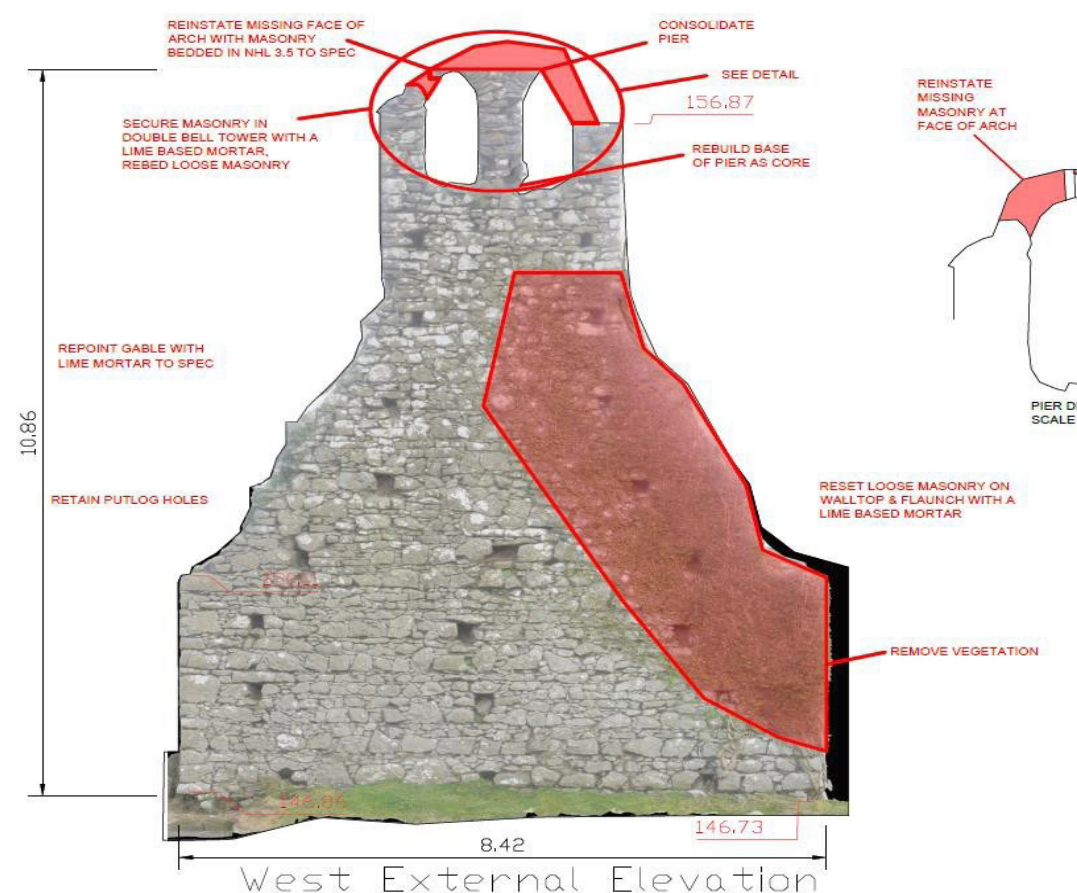 REINSTATE MISSING FACE OF
ARCH WITH MASONRY
BEDDED IN NHL 3.5 TO SPEC
CONSOLIDATE
PIER
SEE DETAIL
156.87
REINSTATE
MISSING
MASONRY AT
FACE OF ARCH
SECURE MASONRY IN
DOUBLE BELL TOWER WITH A
LIME BASED MORTAR,
REBED LOOSE MASONRY
REBUILD BASE
OF PIER AS CORE
REPOINT GABLE WITH
LIME MORTAR TO SPEC
PIER
SCALE
10.86
RETAIN PUTLOG HOLES
RESET LOOSE MASONRY ON
WALLTOP & FLAUNCH WITH A
LIME BASED MORTAR
REMOVE VEGETATION
146.86
146.73
8.42
West External Elevation